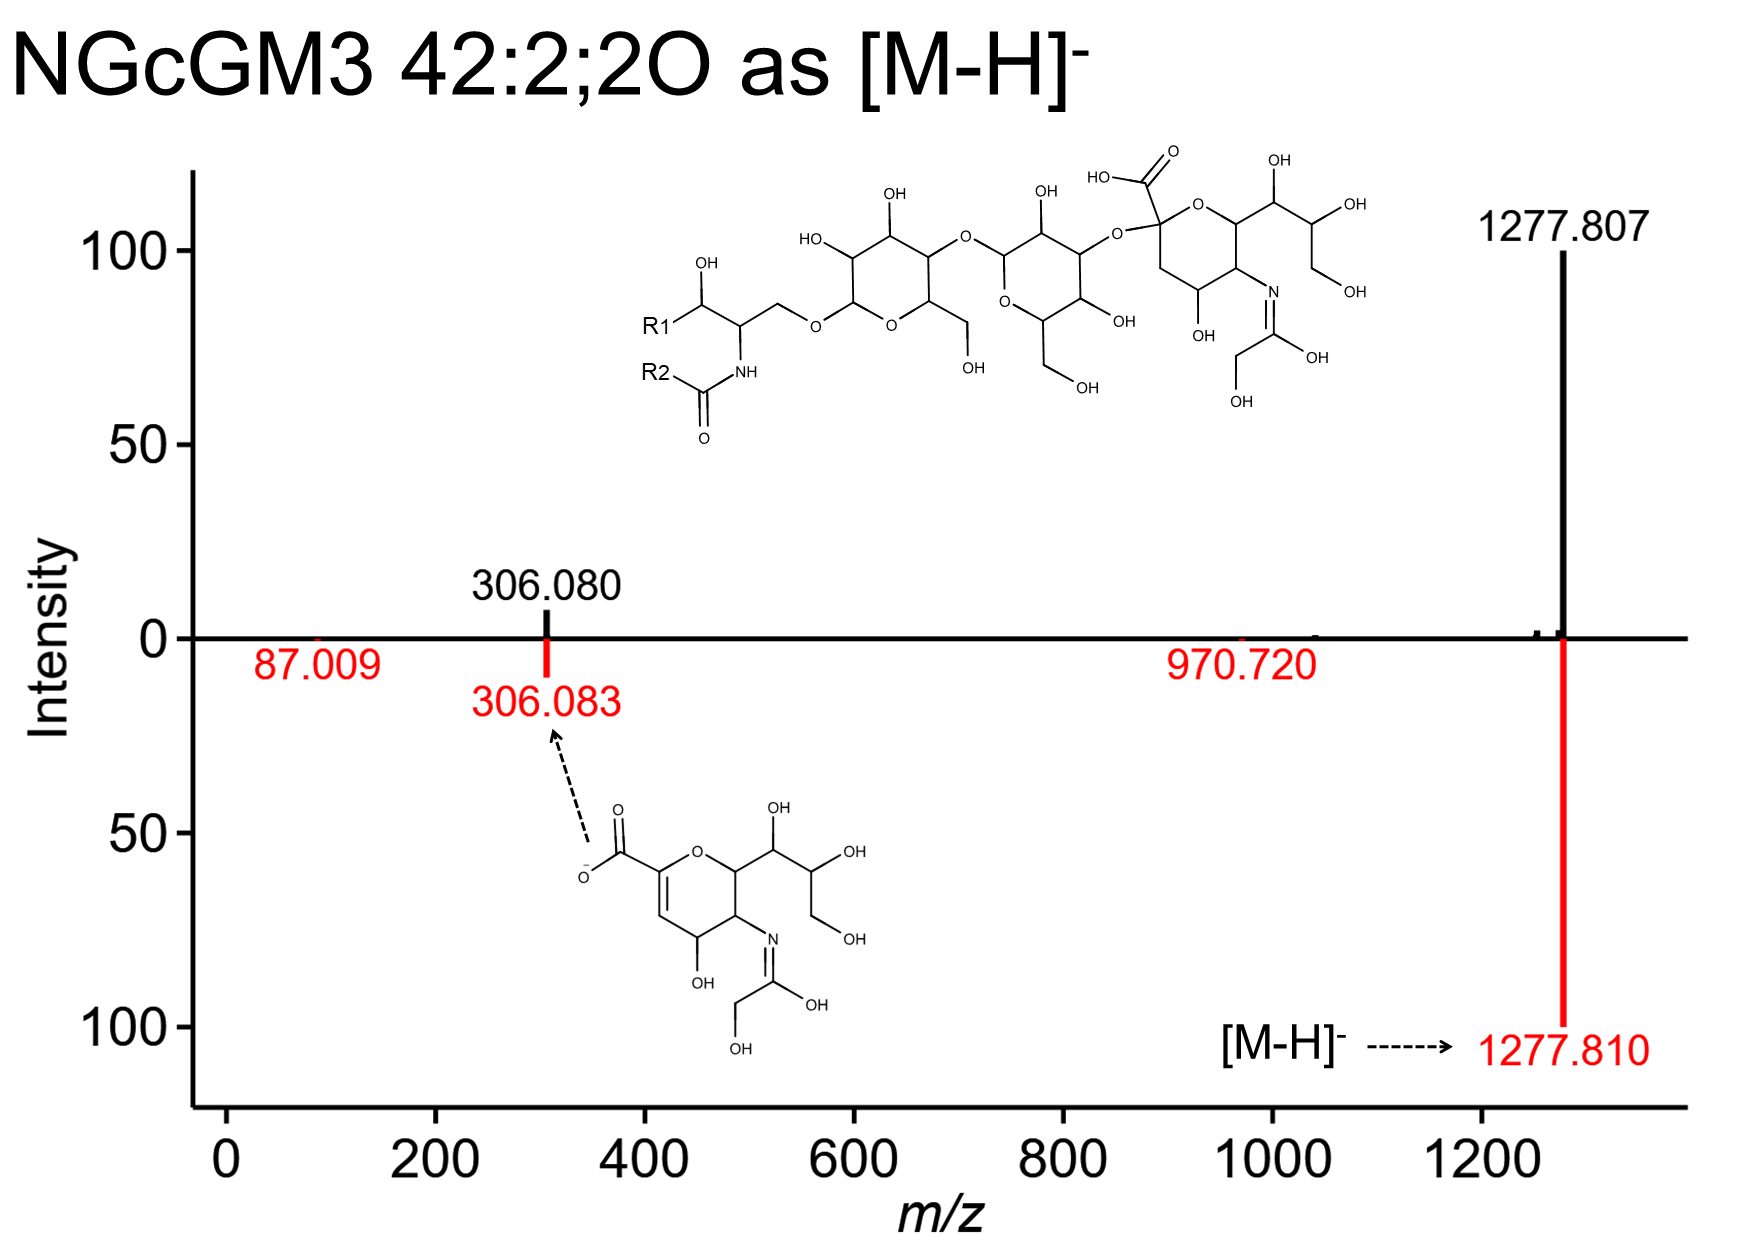 NGcGM3 42:2;2O as [M-H]-
O
HO
OH
OH
OH
OH
O
OH
HO
O
O
OH
N
OH
R1
O
O
O
OH
OH
OH
R2
NH
OH
OH
OH
O
1277.807
100
50
306.080
0
87.009
306.083
970.720
50
100
Intensity
O
OH
O
OH
-
O
N
OH
OH
OH
OH
[M-H]-
1277.810
0
200
400
600
800
1000
1200
m/z